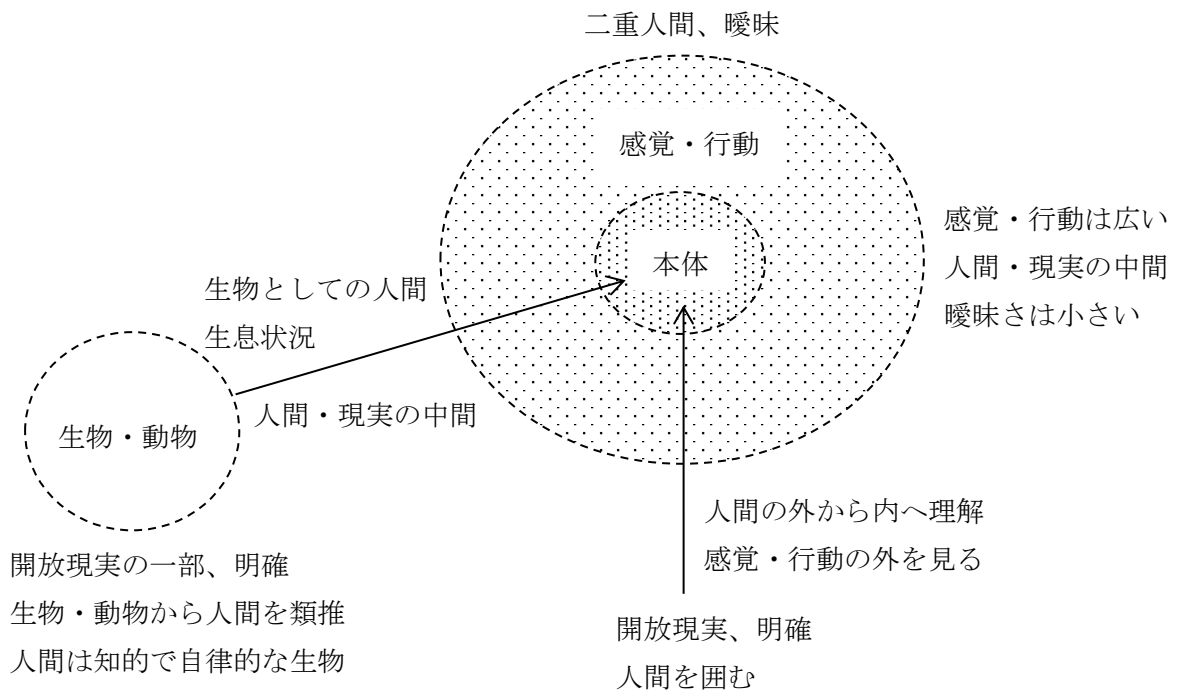 二重人間、曖昧
感覚・行動
本体
感覚・行動は広い
人間・現実の中間
曖昧さは小さい
生物としての人間
生息状況
人間・現実の中間
生物・動物
開放現実の一部、明確
生物・動物から人間を類推
人間は知的で自律的な生物
人間の外から内へ理解
感覚・行動の外を見る
開放現実、明確
人間を囲む